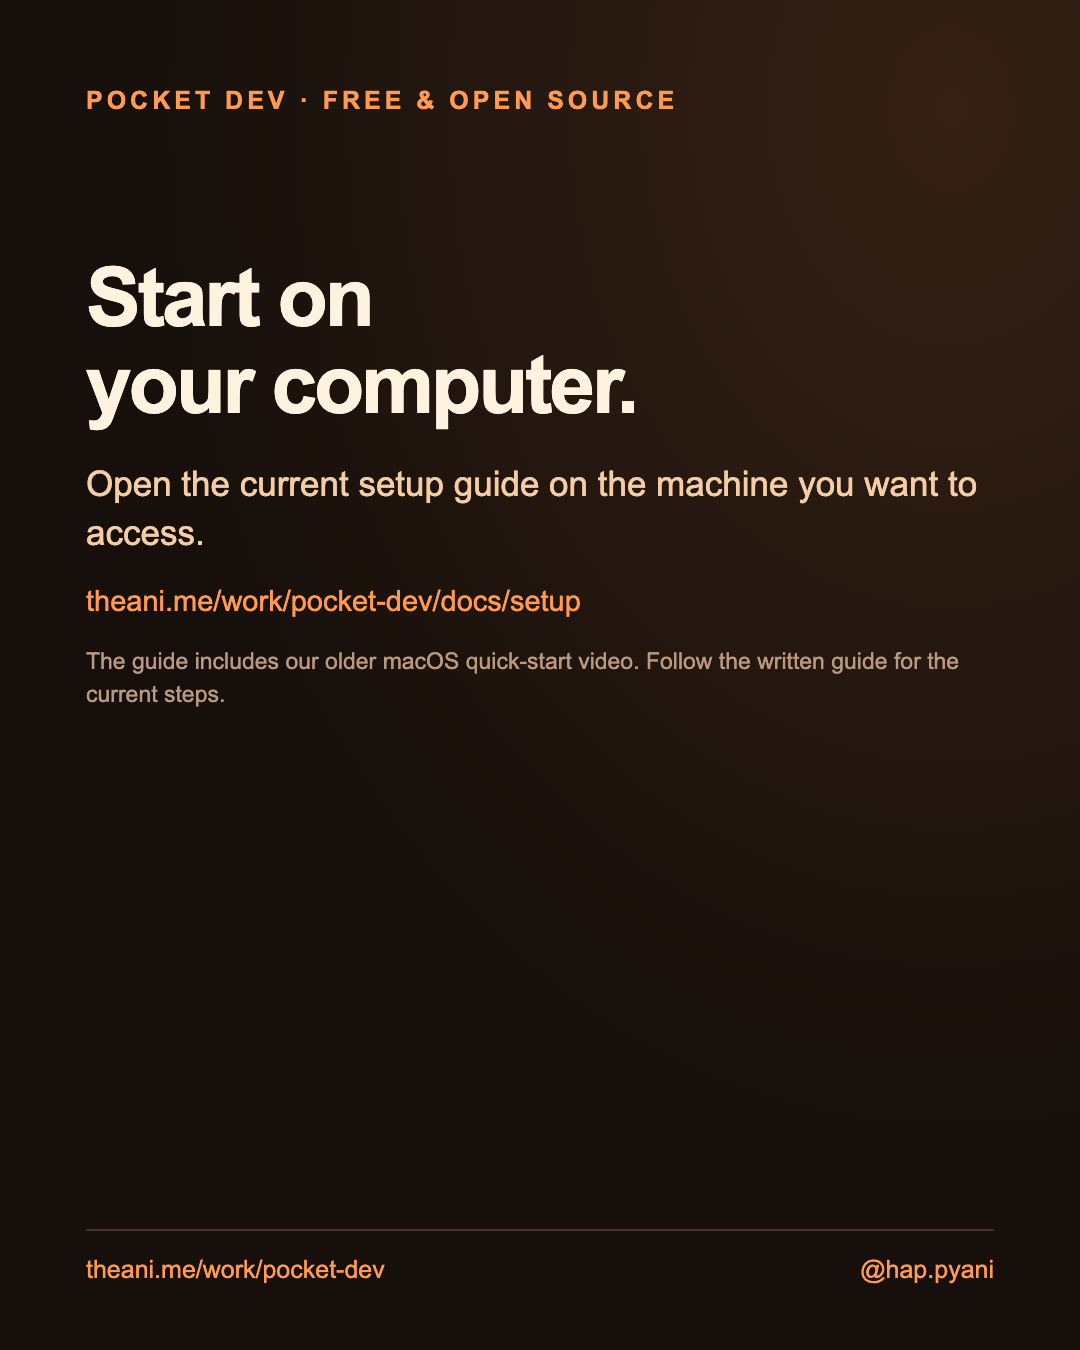 POCKET DEV · FREE & OPEN SOURCE
Start on
your computer.
Open the current setup guide on the machine you want to
access.
theani.me/work/pocket-dev/docs/setup
The guide includes our older macOS quick-start video. Follow the written guide for the
current steps.
theani.me/work/pocket-dev
@hap.pyani